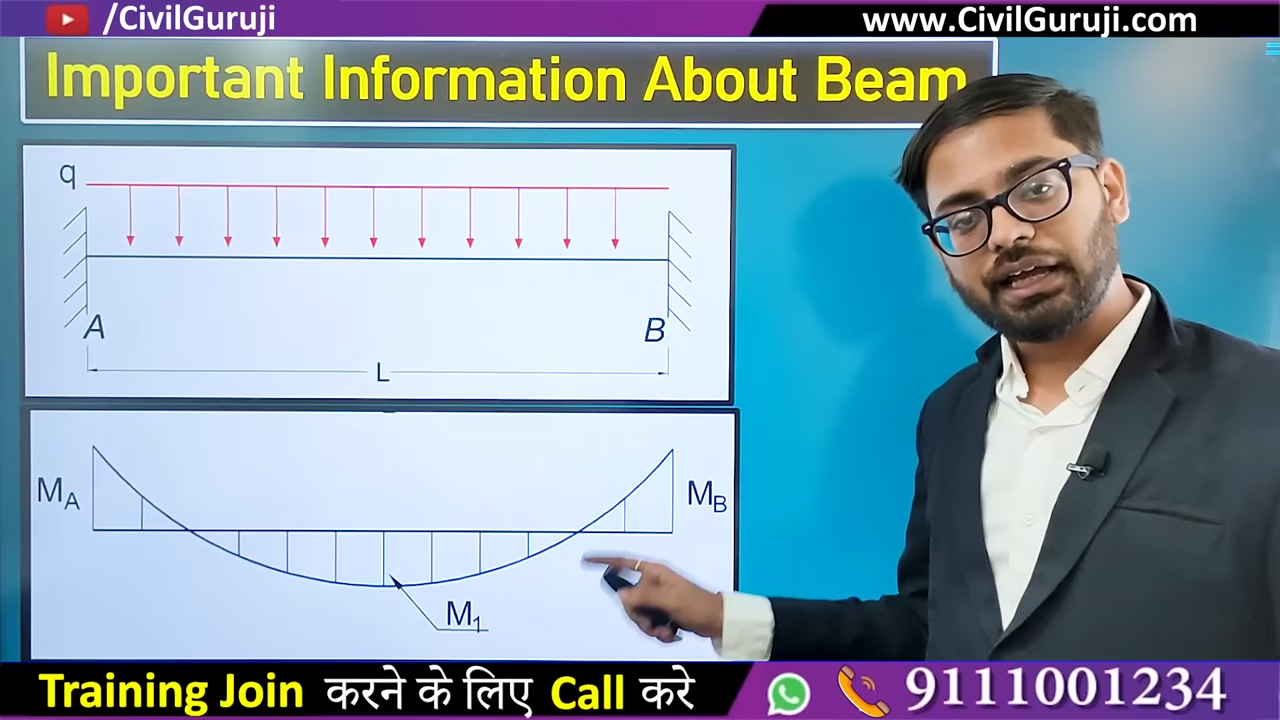 /CivilGuruji
www.CivilGuruji.com
Important Information About Beam
q
A
B
L
MA
MB
M1
Training Join करने के लिए Call करे
9111001234